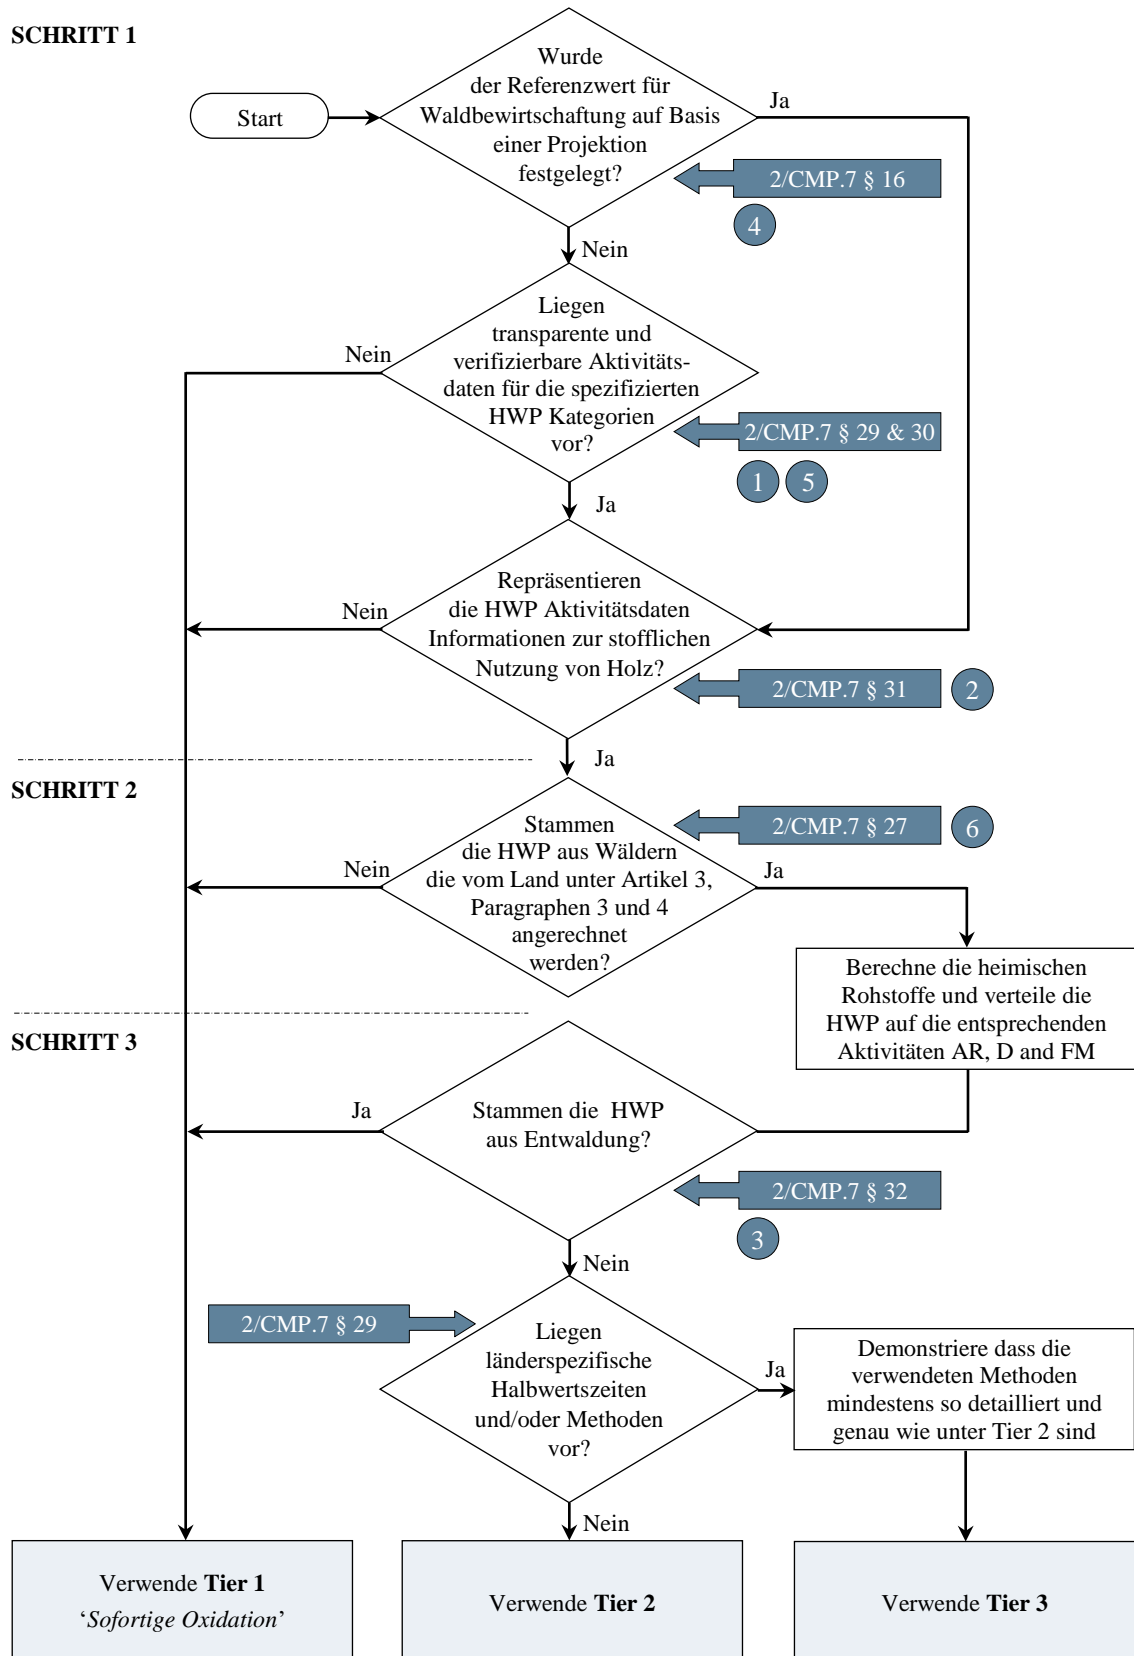 SCHRITT 1
Start
Wurde
der Referenzwert für
Waldbewirtschaftung auf Basis
einer Projektion
festgelegt?
Ja
2/CMP.7 § 16
4
Nein
Liegen
transparente und
verifizierbare Aktivitäts-
daten für die spezifizierten
HWP Kategorien
vor?
Nein
2/CMP.7 § 29 & 30
1 5
Ja
Repräsentieren
die HWP Aktivitätsdaten
Informationen zur stofflichen
Nutzung von Holz?
Nein
2/CMP.7 § 31 2
Ja
SCHRITT 2
Stammen
die HWP aus Wäldern
die vom Land unter Artikel 3,
Paragraphen 3 und 4
angerechnet
werden?
2/CMP.7 § 27 6
Nein
Ja
Berechne die heimischen
Rohstoffe und verteile die
HWP auf die entsprechenden
Aktivitäten AR, D and FM
SCHRITT 3
Stammen die HWP
aus Entwaldung?
Ja
2/CMP.7 § 32
3
Nein
2/CMP.7 § 29
Liegen
länderspezifische
Halbwertszeiten
und/oder Methoden
vor?
Ja
Demonstriere dass die
verwendeten Methoden
mindestens so detailliert und
genau wie unter Tier 2 sind
Nein
Verwende Tier 1
‘Sofortige Oxidation’
Verwende Tier 2
Verwende Tier 3